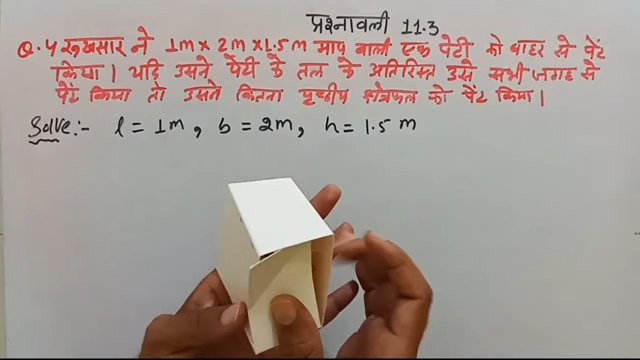 प्रश्नावली 11.3
Q.4 रुखसार ने 1m x 2m x 1.5m माप वाली एक पेटी को बाहर से पेंट
किया। यदि उसने पेटी के तल के अतिरिक्त उसे सभी जगह से
पेंट किया तो उसने कितना पृष्ठीय क्षेत्रफल को पेंट किया।
Solve:- l = 1m, b = 2m, h = 1.5 m